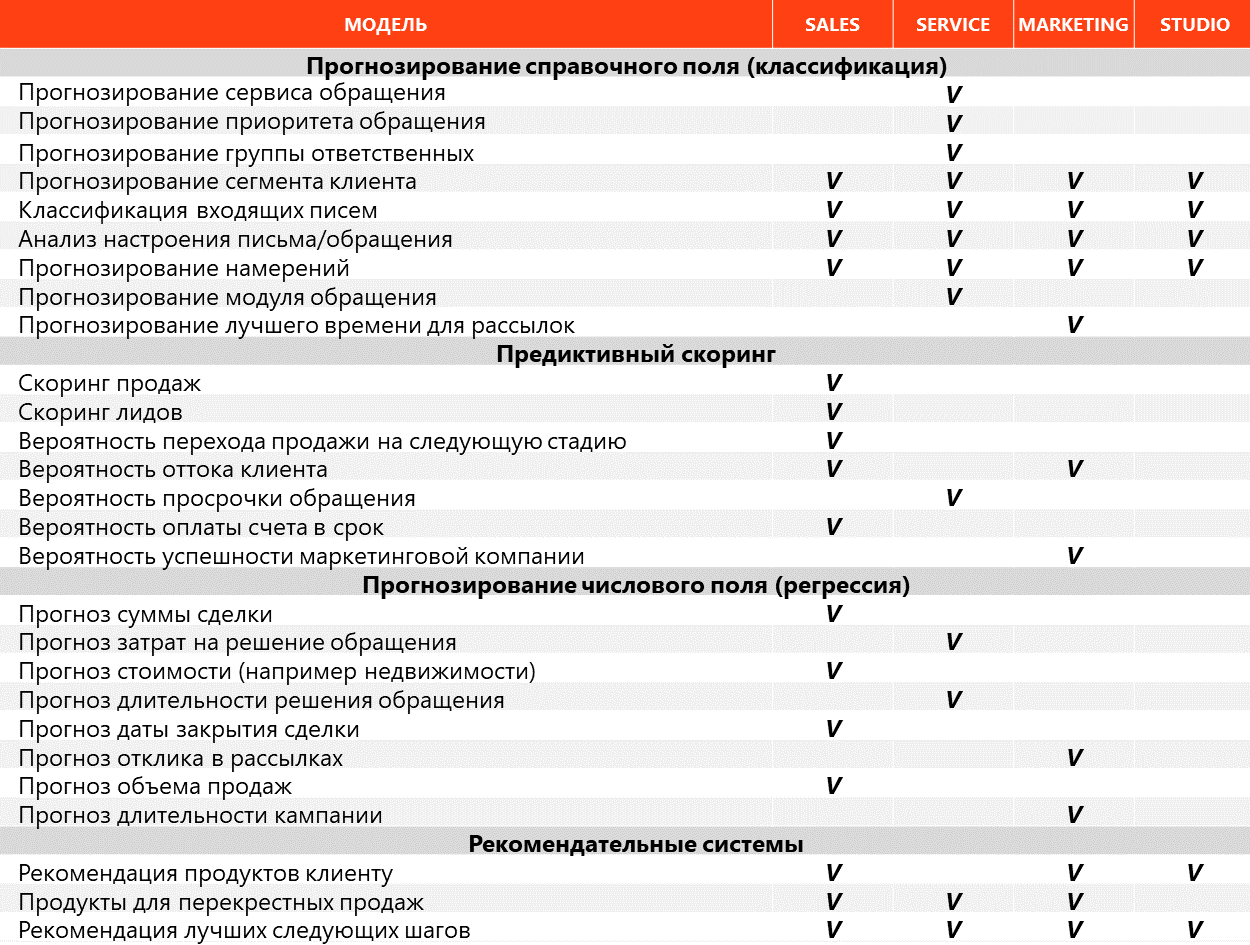 МОДЕЛЬ SALES SERVICE MARKETING STUDIO
Прогнозирование справочного поля (классификация)
Прогнозирование сервиса обращения V
Прогнозирование приоритета обращения V
Прогнозирование группы ответственных V
Прогнозирование сегмента клиента V V V V
Классификация входящих писем V V V V
Анализ настроения письма/обращения V V V V
Прогнозирование намерений V V V V
Прогнозирование модуля обращения V
Прогнозирование лучшего времени для рассылок V
Предиктивный скоринг
Скоринг продаж V
Скоринг лидов V
Вероятность перехода продажи на следующую стадию V
Вероятность оттока клиента V V
Вероятность просрочки обращения V
Вероятность оплаты счета в срок V
Вероятность успешности маркетинговой компании V
Прогнозирование числового поля (регрессия)
Прогноз суммы сделки V
Прогноз затрат на решение обращения V
Прогноз стоимости (например недвижимости) V
Прогноз длительности решения обращения V
Прогноз даты закрытия сделки V
Прогноз отклика в рассылках V
Прогноз объема продаж V
Прогноз длительности кампании V
Рекомендательные системы
Рекомендация продуктов клиенту V V V
Продукты для перекрестных продаж V V V
Рекомендация лучших следующих шагов V V V V